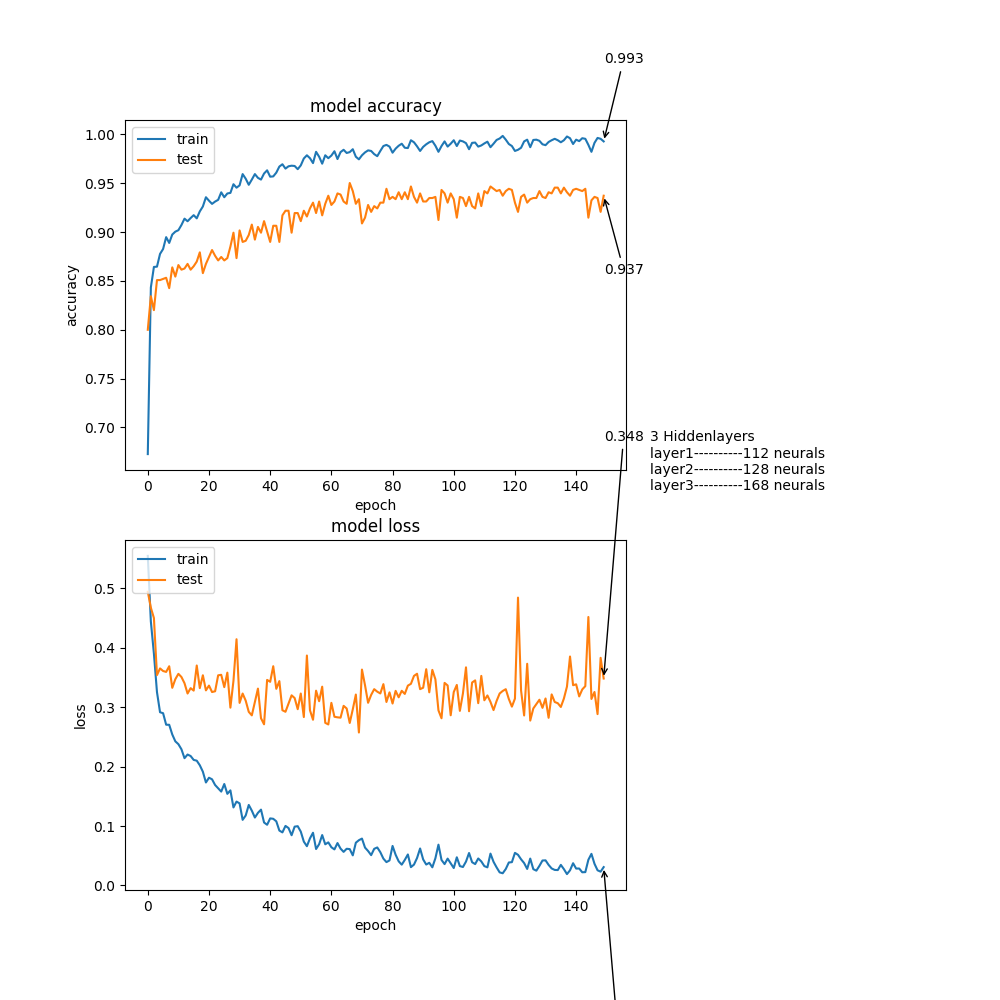 0.993
model accuracy
train
test
1.00
0.95
0.90
0.85
0.80
0.75
0.70
accuracy
0.937
0 20 40 60 80 100 120 140
epoch
0.348
3 Hiddenlayers
layer1----------112 neurals
layer2----------128 neurals
layer3----------168 neurals
model loss
train
test
0.5
0.4
0.3
0.2
0.1
0.0
loss
0 20 40 60 80 100 120 140
epoch